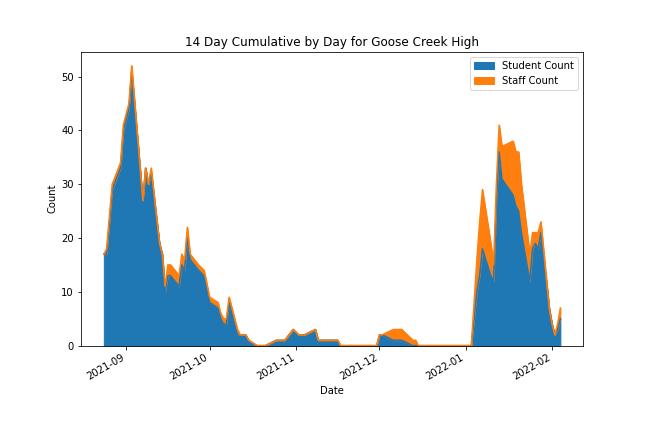 14 Day Cumulative by Day for Goose Creek High
Student Count
Staff Count
Count
50
40
30
20
10
0
2021-09
2021-10
2021-11
2021-12
2022-01
2022-02
Date